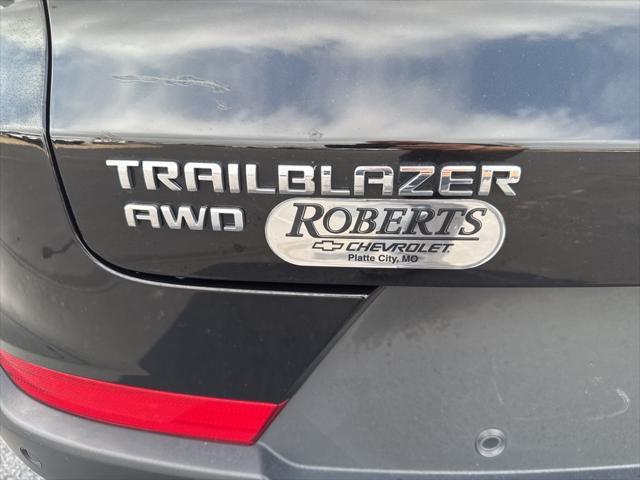 TRAILBLAZER
AWD
ROBERTS
CHEVROLET
Platte City, MO